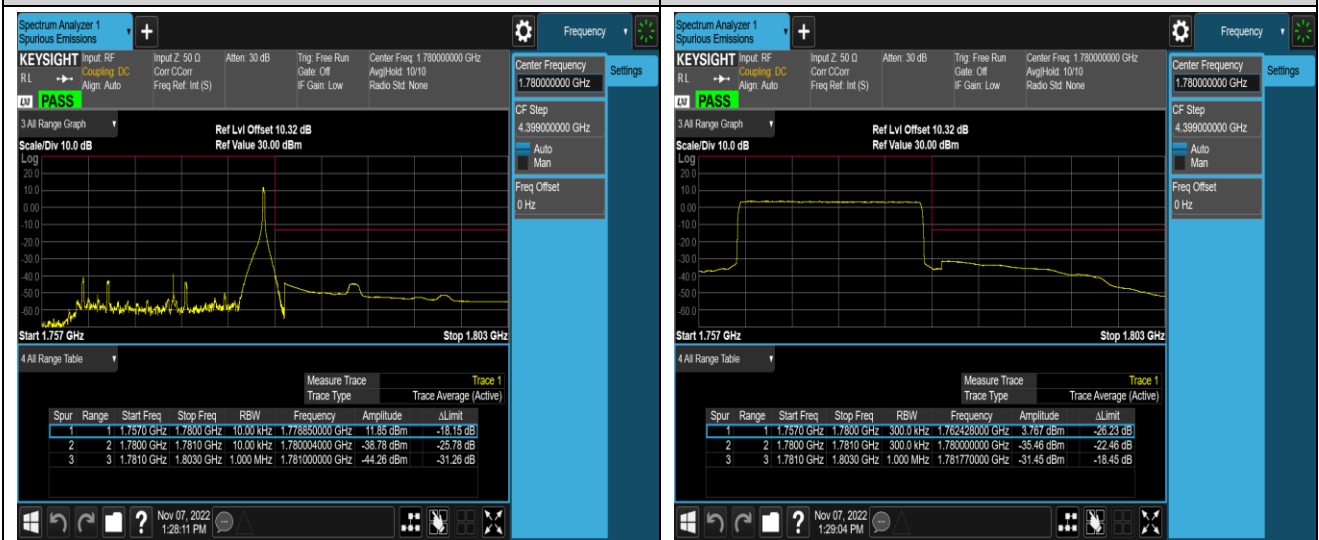 Spectrum Analyzer 1
Spurious Emissions
+
Frequency
KEYSIGHT Input: RF Input Z: 50 Ω Atten: 30 dB Trig: Free Run Center Freq: 1.780000000 GHz
RL Coupling: DC Corr CCorr Gate: Off Avg|Hold: 10/10
Align: Auto Freq Ref: Int (S) IF Gain: Low Radio Std: None
LXI PASS
Center Frequency
1.780000000 GHz
Settings
CF Step
4.399000000 GHz
Auto
Man
Freq Offset
0 Hz
3 All Range Graph
Ref Lvl Offset 10.32 dB
Scale/Div 10.0 dB Ref Value 30.00 dBm
Log
20.0
10.0
0.00
-10.0
-20.0
-30.0
-40.0
-50.0
-60.0
Start 1.757 GHz Stop 1.803 GHz
4 All Range Table
Measure Trace Trace 1
Trace Type Trace Average (Active)
Spur Range Start Freq Stop Freq RBW Frequency Amplitude ΔLimit
1 1 1.7570 GHz 1.7800 GHz 10.00 kHz 1.778850000 GHz 11.85 dBm -18.15 dB
2 2 1.7800 GHz 1.7810 GHz 10.00 kHz 1.780004000 GHz -38.78 dBm -25.78 dB
3 3 1.7810 GHz 1.8030 GHz 1.000 MHz 1.781000000 GHz -44.26 dBm -31.26 dB
?
Nov 07, 2022
1:28:11 PM
Spectrum Analyzer 1
Spurious Emissions
+
Frequency
KEYSIGHT Input: RF Input Z: 50 Ω Atten: 30 dB Trig: Free Run Center Freq: 1.780000000 GHz
RL Coupling: DC Corr CCorr Gate: Off Avg|Hold: 10/10
Align: Auto Freq Ref: Int (S) IF Gain: Low Radio Std: None
LXI PASS
Center Frequency
1.780000000 GHz
Settings
CF Step
4.399000000 GHz
Auto
Man
Freq Offset
0 Hz
3 All Range Graph
Ref Lvl Offset 10.32 dB
Scale/Div 10.0 dB Ref Value 30.00 dBm
Log
20.0
10.0
0.00
-10.0
-20.0
-30.0
-40.0
-50.0
-60.0
Start 1.757 GHz Stop 1.803 GHz
4 All Range Table
Measure Trace Trace 1
Trace Type Trace Average (Active)
Spur Range Start Freq Stop Freq RBW Frequency Amplitude ΔLimit
1 1 1.7570 GHz 1.7800 GHz 300.0 kHz 1.762428000 GHz 3.767 dBm -26.23 dB
2 2 1.7800 GHz 1.7810 GHz 300.0 kHz 1.780000000 GHz -35.46 dBm -22.46 dB
3 3 1.7810 GHz 1.8030 GHz 1.000 MHz 1.781770000 GHz -31.45 dBm -18.45 dB
?
Nov 07, 2022
1:29:04 PM